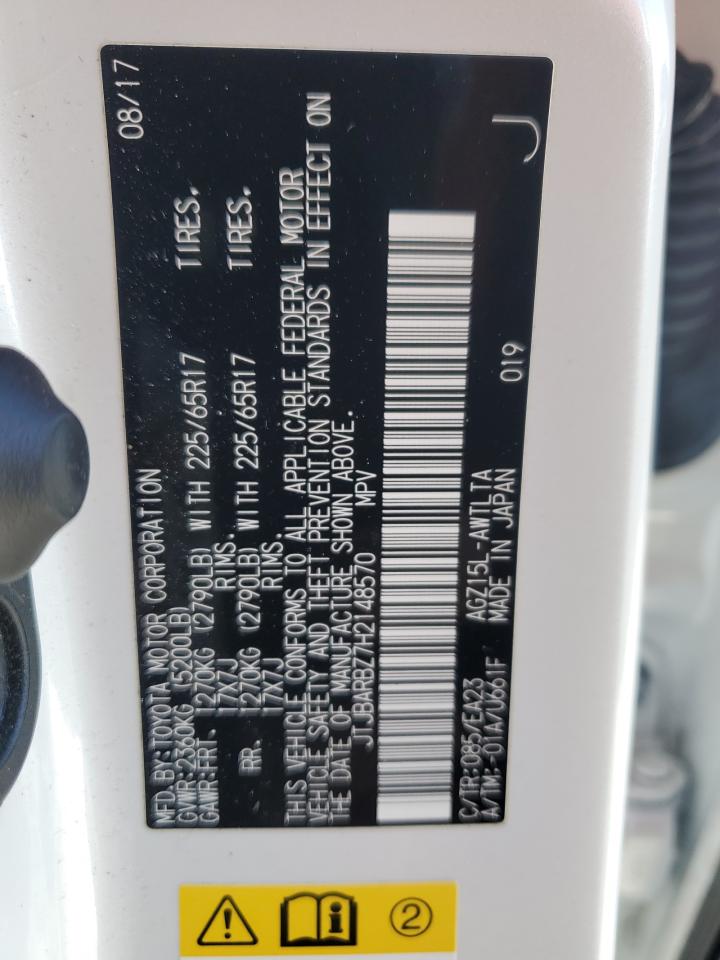 MFD.BY:TOYOTA MOTOR CORPORATION 08/17
GVWR:2360KG (5200LB)
GAWR:FRT. 1270KG (2790LB) WITH 225/65R17 TIRES.
17X7J RIMS.
RR. 1270KG (2790LB) WITH 225/65R17 TIRES.
17X7J RIMS.
THIS VEHICLE CONFORMS TO ALL APPLICABLE FEDERAL MOTOR
VEHICLE SAFETY AND THEFT PREVENTION STANDARDS IN EFFECT ON
THE DATE OF MANUFACTURE SHOWN ABOVE.
JTJBARBZ7H2148570 MPV
C/TR:085/EA23 AGZ15L-AWTLTA
A/TM:-01A/U661F MADE IN JAPAN 019
J
2